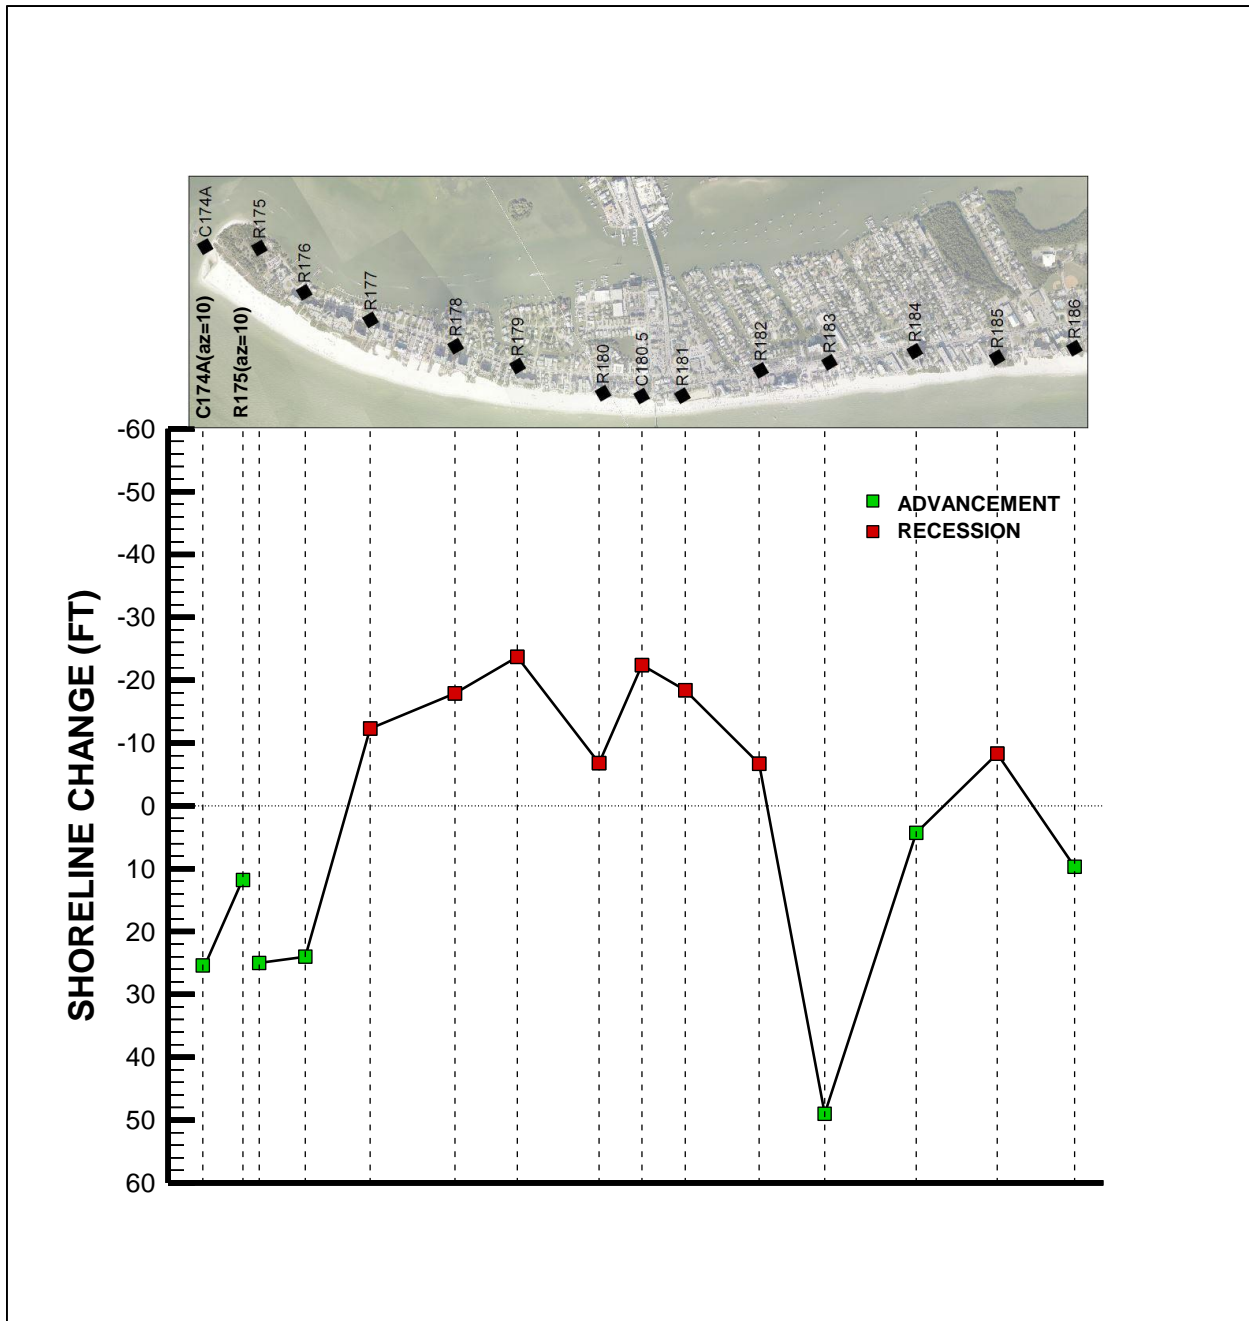 C174A
R175
R176
R177
R178
R179
R180
C180.5
R181
R182
R183
R184
R185
R186
C174A(az=10)
R175(az=10)
-60
-50
-40
-30
-20
-10
0
10
20
30
40
50
60
SHORELINE CHANGE (FT)
ADVANCEMENT
RECESSION